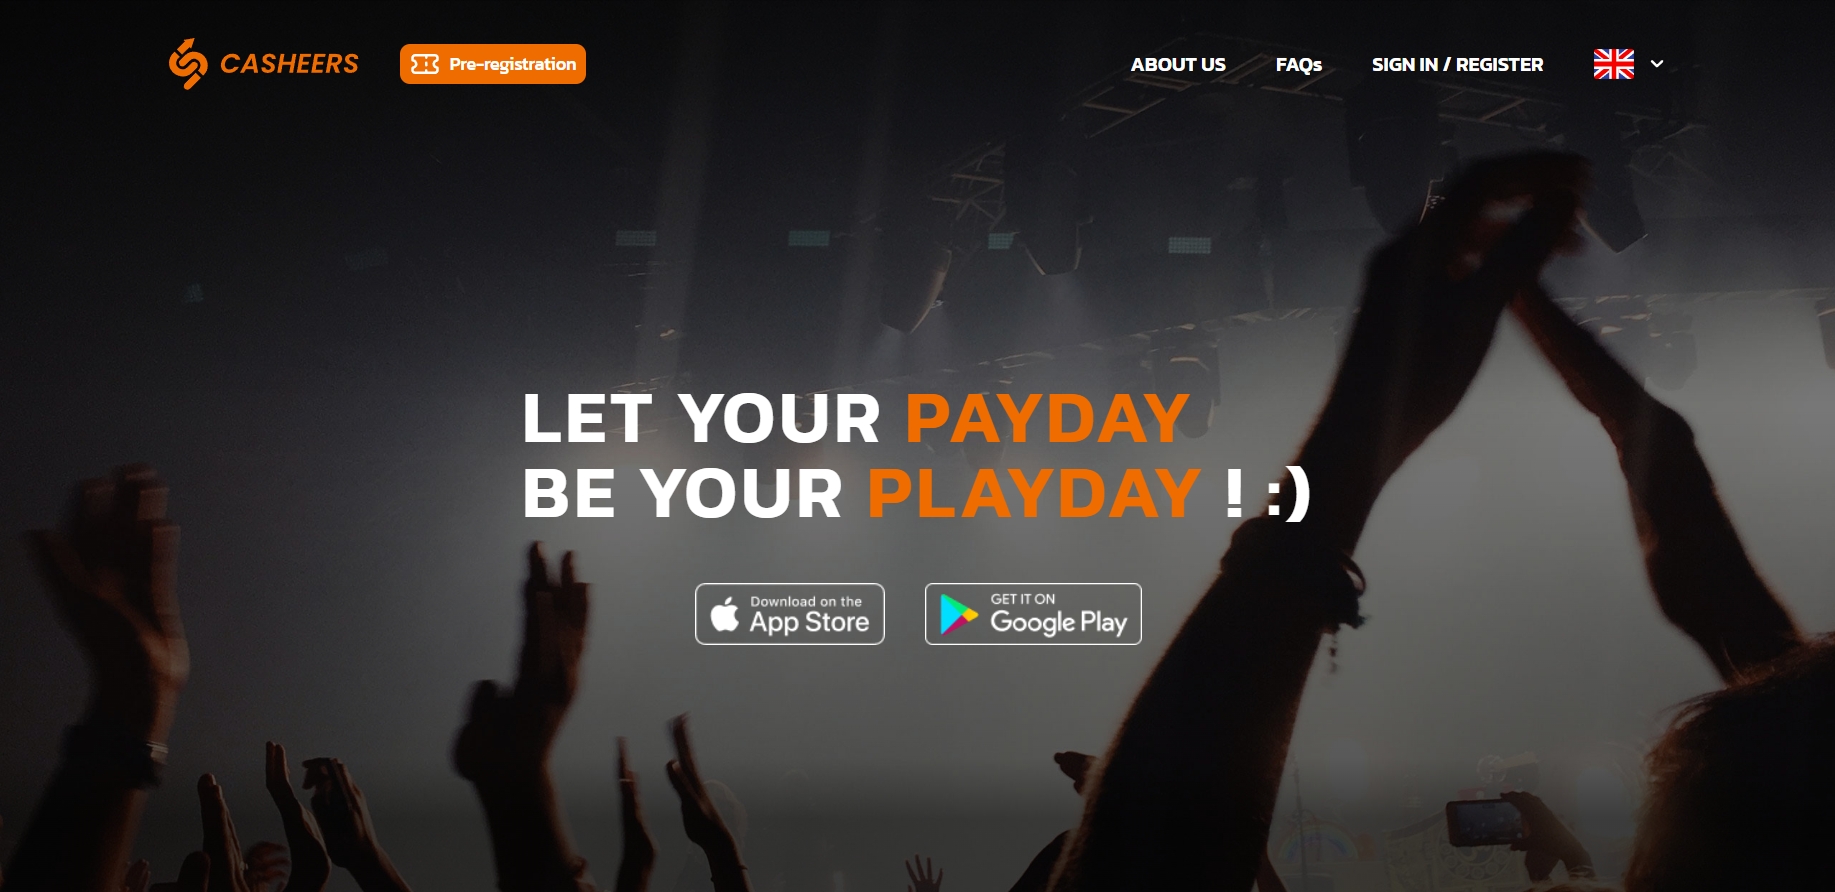 CASHEERS
Pre-registration
ABOUT US
FAQs
SIGN IN / REGISTER
LET YOUR PAYDAY
BE YOUR PLAYDAY ! :)
Download on the
App Store
GET IT ON
Google Play